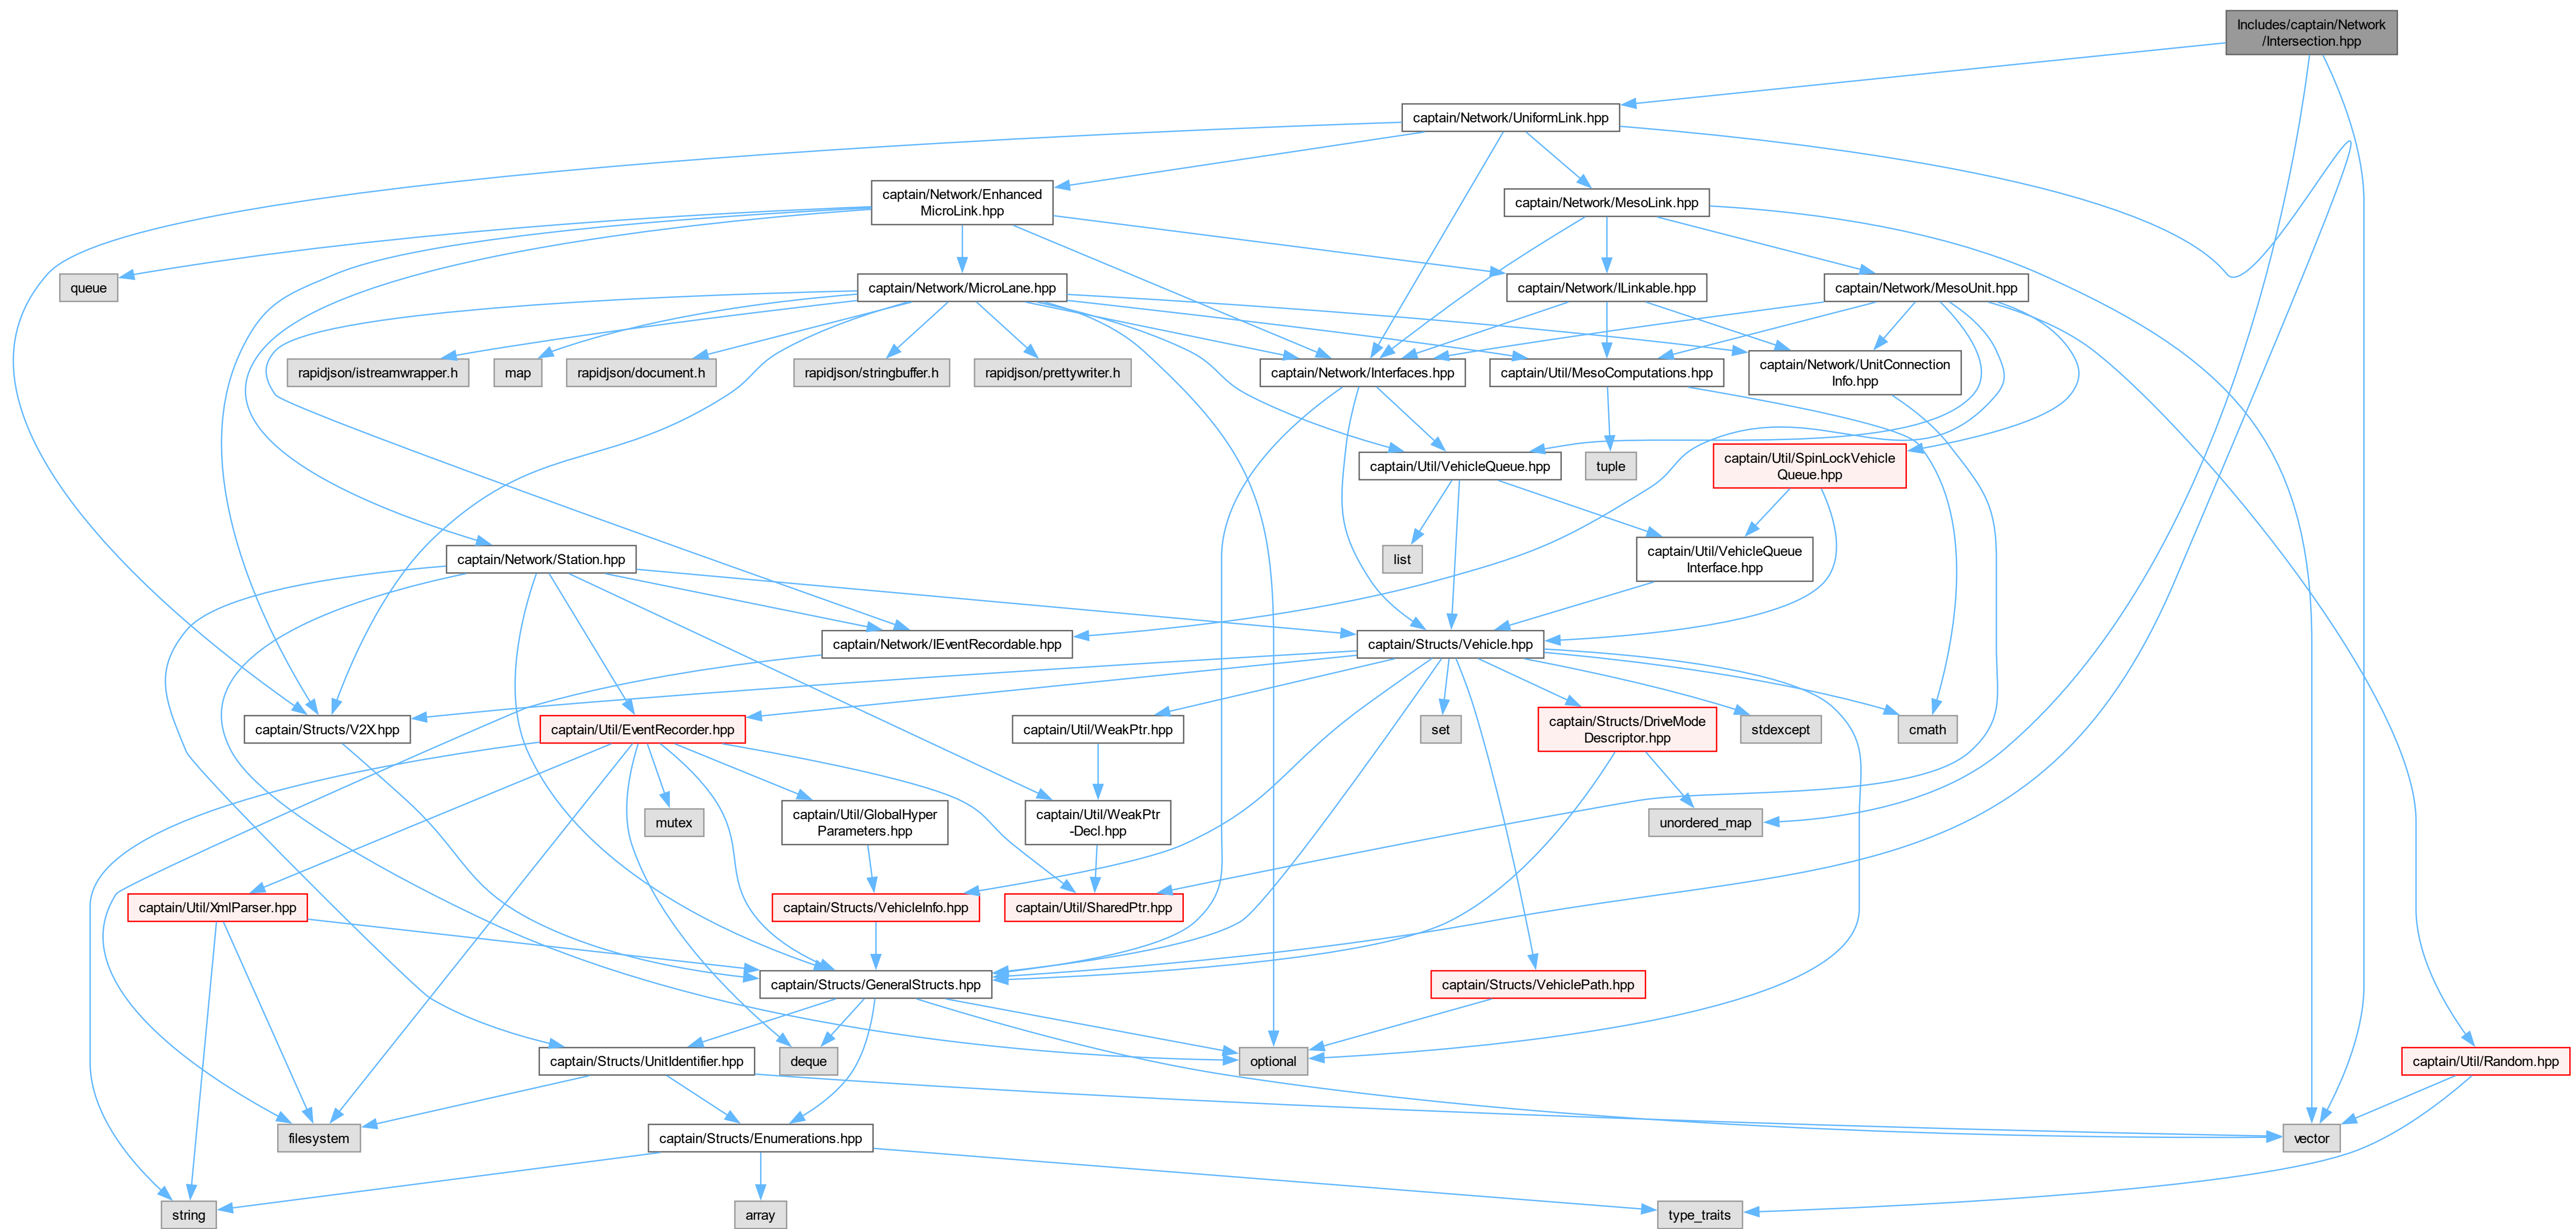 Includes/captain/Network
/Intersection.hpp
captain/Network/UniformLink.hpp
captain/Network/Enhanced
MicroLink.hpp
captain/Network/MesoLink.hpp
queue
captain/Network/MicroLane.hpp
captain/Network/ILinkable.hpp
captain/Network/MesoUnit.hpp
rapidjson/istreamwrapper.h
map
rapidjson/document.h
rapidjson/stringbuffer.h
rapidjson/prettywriter.h
captain/Network/Interfaces.hpp
captain/Util/MesoComputations.hpp
captain/Network/UnitConnection
Info.hpp
captain/Util/VehicleQueue.hpp
tuple
captain/Util/SpinLockVehicle
Queue.hpp
captain/Network/Station.hpp
list
captain/Util/VehicleQueue
Interface.hpp
captain/Network/IEventRecordable.hpp
captain/Structs/Vehicle.hpp
captain/Structs/V2X.hpp
captain/Util/EventRecorder.hpp
captain/Util/WeakPtr.hpp
set
captain/Structs/DriveMode
Descriptor.hpp
stdexcept
cmath
mutex
captain/Util/GlobalHyper
Parameters.hpp
captain/Util/WeakPtr
-Decl.hpp
unordered_map
captain/Util/XmlParser.hpp
captain/Structs/VehicleInfo.hpp
captain/Util/SharedPtr.hpp
captain/Structs/GeneralStructs.hpp
captain/Structs/VehiclePath.hpp
captain/Structs/UnitIdentifier.hpp
deque
optional
captain/Util/Random.hpp
filesystem
captain/Structs/Enumerations.hpp
vector
string
array
type_traits